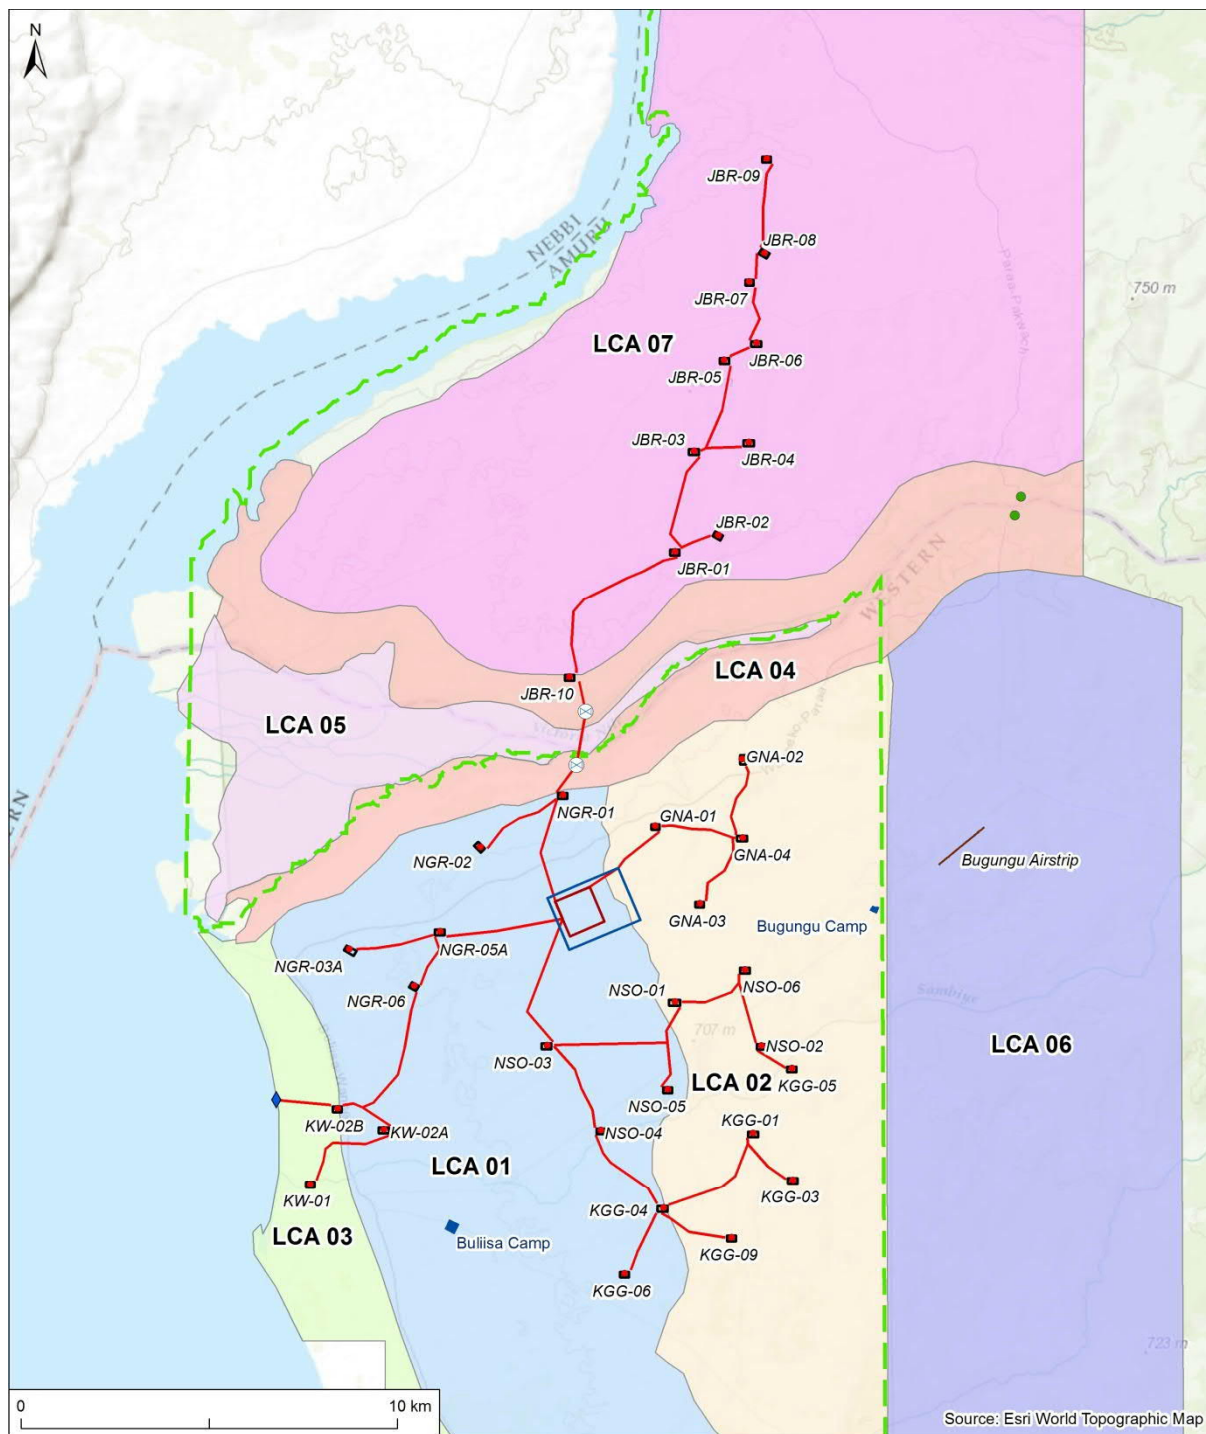 N
NEBBI
AMURU
JBR-09
JBR-08
JBR-07
Paraa-Pakwach
750 m
LCA 07
JBR-06
JBR-05
JBR-03
JBR-04
JBR-02
JBR-01
WESTERN
LCA 04
JBR-10
LCA 05
ERN
GNA-02
NGR-01
GNA-01
NGR-02
GNA-04
Bugungu Airstrip
GNA-03
Bugungu Camp
NGR-05A
NGR-03A
NGR-06
NSO-06
NSO-01
Sambiur
707 m
NSO-03
NSO-02
LCA 06
KGG-05
LCA 02
NSO-05
KW-02B
KW-02A
NSO-04
KGG-01
LCA 01
KW-01
KGG-03
KGG-04
LCA 03
Buliisa Camp
KGG-09
KGG-06
723 m
0
10 km
Source: Esri World Topographic Map